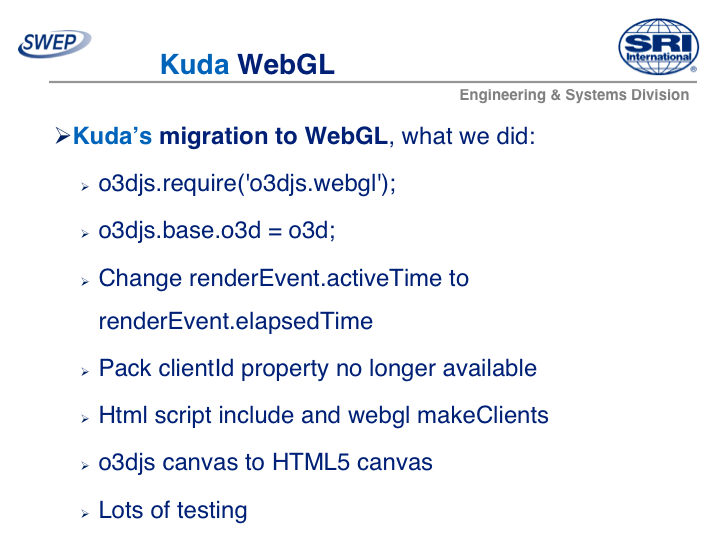 SWEP
Kuda WebGL
SRI
International
®
Engineering & Systems Division
➢Kuda's migration to WebGL, what we did:
➢ o3djs.require('o3djs.webgl');
➢ o3djs.base.o3d = o3d;
➢ Change renderEvent.activeTime to
renderEvent.elapsedTime
➢ Pack clientId property no longer available
➢ Html script include and webgl makeClients
➢ o3djs canvas to HTML5 canvas
➢ Lots of testing